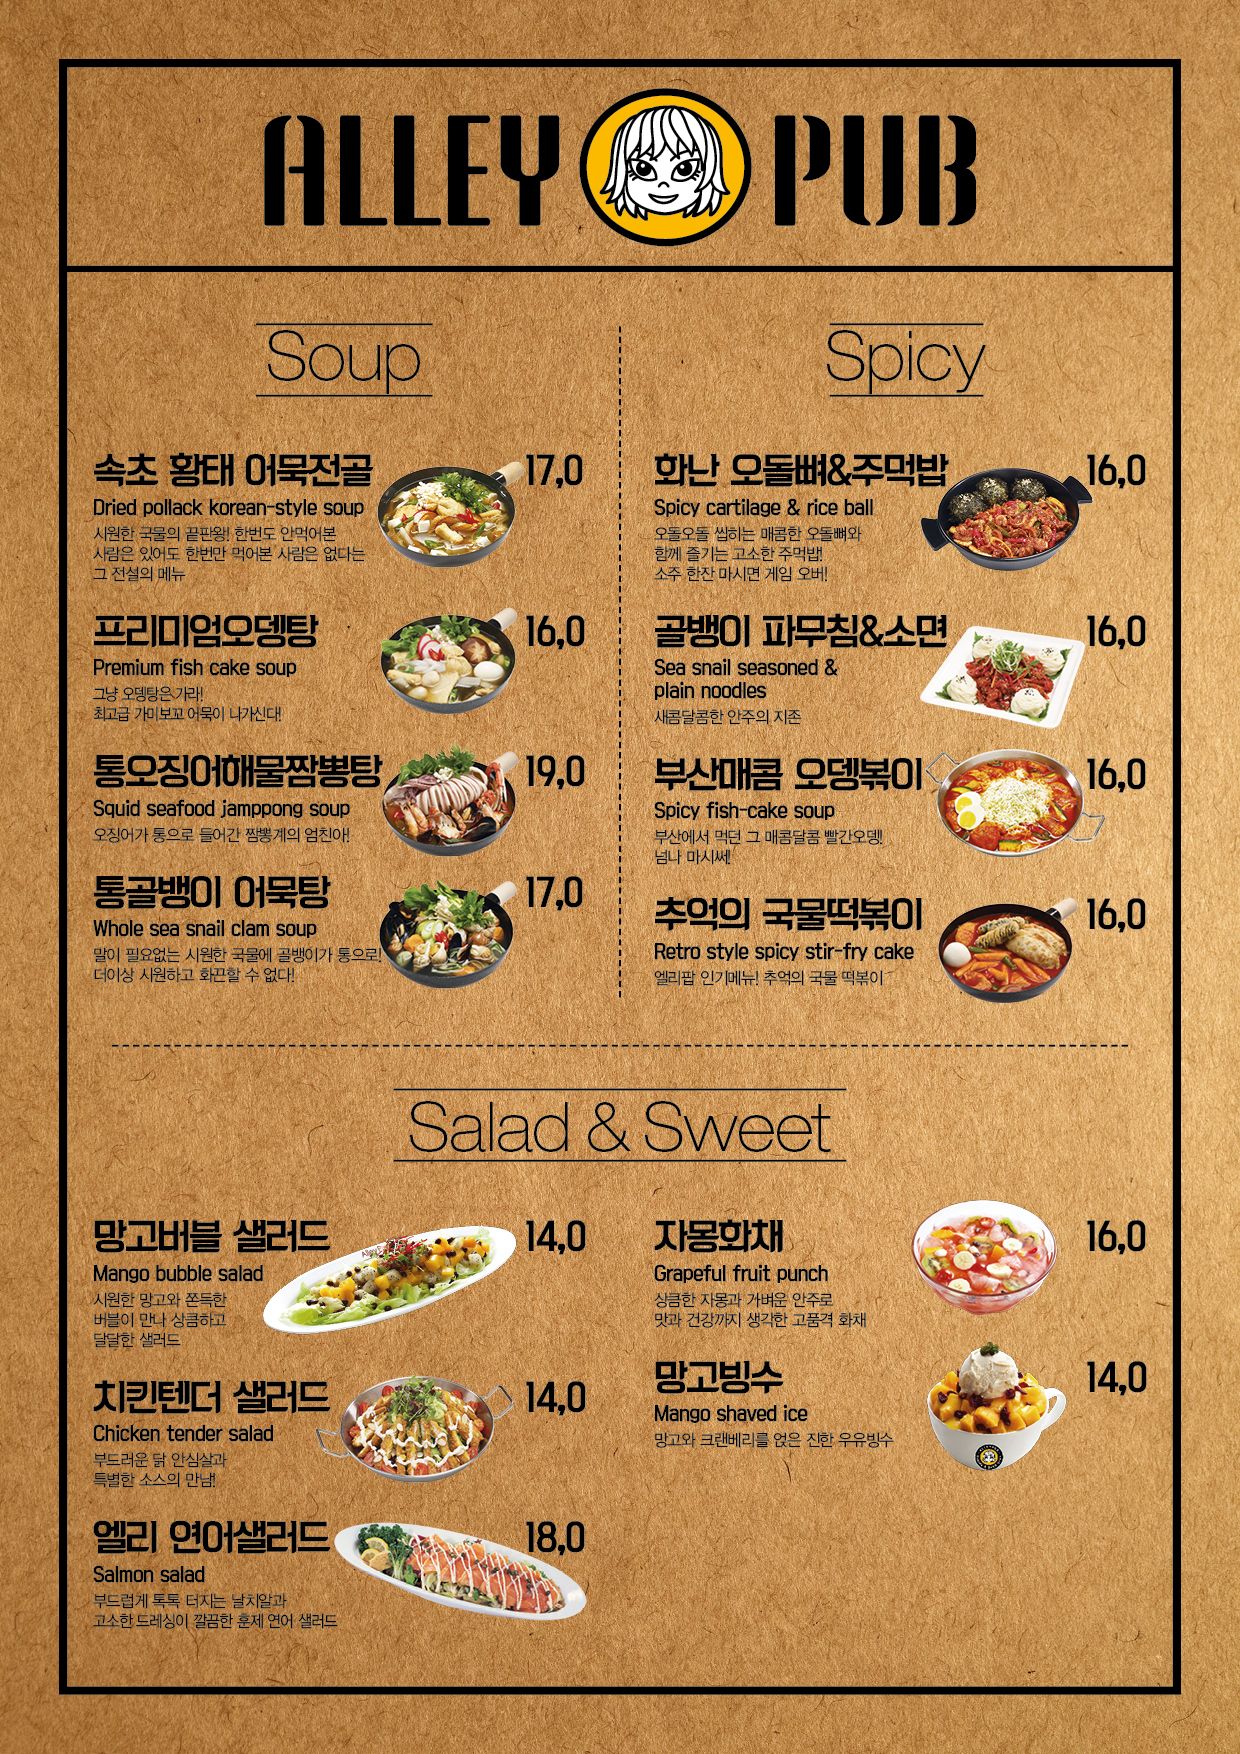 ALLEY PUB
Soup
속초 황태 어묵전골 17,0
Dried pollack korean-style soup
시원한 국물의 끝판왕! 한번도 안먹어본
사람은 있어도 한번만 먹어본 사람은 없다는
그 전설의 메뉴
프리미엄오뎅탕 16,0
Premium fish cake soup
그냥 오뎅탕은 가라!
최고급 가미보꼬 어묵이 나가신다!
통오징어해물짬뽕탕 19,0
Squid seafood jamppong soup
오징어가 통으로 들어간 짬뽕계의 엄친아!
통골뱅이 어묵탕 17,0
Whole sea snail clam soup
말이 필요없는 시원한 국물에 골뱅이가 통으로!
더이상 시원하고 화끈할 수 없다!
Spicy
화난 오돌뼈&주먹밥 16,0
Spicy cartilage & rice ball
오돌오돌 씹히는 매콤한 오돌뼈와
함께 즐기는 고소한 주먹밥!
소주 한잔 마시면 게임 오버!
골뱅이 파무침&소면 16,0
Sea snail seasoned &
plain noodles
새콤달콤한 안주의 지존
부산매콤 오뎅볶이 16,0
Spicy fish-cake soup
부산에서 먹던 그 매콤달콤 빨간오뎅!
넘나 마시쎄!
추억의 국물떡볶이 16,0
Retro style spicy stir-fry cake
엘리팝 인기메뉴! 추억의 국물 떡볶이
Salad & Sweet
망고버블 샐러드 14,0
Mango bubble salad
시원한 망고와 쫀득한
버블이 만나 상큼하고
달달한 샐러드
치킨텐더 샐러드 14,0
Chicken tender salad
부드러운 닭 안심살과
특별한 소스의 만남!
엘리 연어샐러드 18,0
Salmon salad
부드럽게 톡톡 터지는 날치알과
고소한 드레싱이 깔끔한 훈제 연어 샐러드
자몽화채 16,0
Grapeful fruit punch
상큼한 자몽과 가벼운 안주로
맛과 건강까지 생각한 고품격 화채
망고빙수 14,0
Mango shaved ice
망고와 크랜베리를 얹은 진한 우유빙수